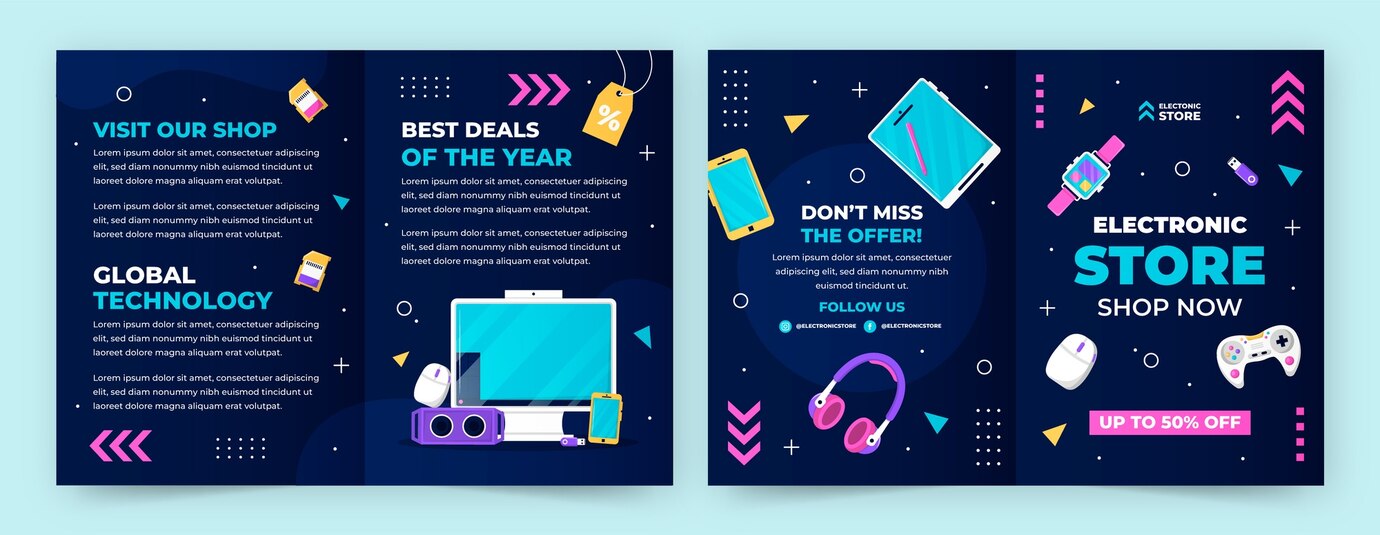 VISIT OUR SHOP
Lorem ipsum dolor sit amet, consectetuer adipiscing
elit, sed diam nonummy nibh euismod tincidunt ut
laoreet dolore magna aliquam erat volutpat.
Lorem ipsum dolor sit amet, consectetuer adipiscing
elit, sed diam nonummy nibh euismod tincidunt ut
laoreet dolore magna aliquam erat volutpat.
GLOBAL
TECHNOLOGY
Lorem ipsum dolor sit amet, consectetuer adipiscing
elit, sed diam nonummy nibh euismod tincidunt ut
laoreet dolore magna aliquam erat volutpat.
Lorem ipsum dolor sit amet, consectetuer adipiscing
elit, sed diam nonummy nibh euismod tincidunt ut
laoreet dolore magna aliquam erat volutpat.
BEST DEALS
OF THE YEAR
%
Lorem ipsum dolor sit amet, consectetuer adipiscing
elit, sed diam nonummy nibh euismod tincidunt ut
laoreet dolore magna aliquam erat volutpat.
Lorem ipsum dolor sit amet, consectetuer adipiscing
elit, sed diam nonummy nibh euismod tincidunt ut
laoreet dolore magna aliquam erat volutpat.
DON'T MISS
THE OFFER!
Lorem ipsum dolor sit amet, consectetuer
adipiscing elit, sed diam nonummy nibh
euismod tincidunt ut.
FOLLOW US
@ELECTRONICSTORE @ELECTRONICSTORE
ELECTONIC
STORE
ELECTRONIC
STORE
SHOP NOW
UP TO 50% OFF